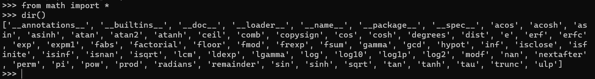 >>> from math import *
>>> dir()
['__annotations__', '__builtins__', '__doc__', '__loader__', '__name__', '__package__', '__spec__', 'acos', 'acosh', 'as
in', 'asinh', 'atan', 'atan2', 'atanh', 'ceil', 'comb', 'copysign', 'cos', 'cosh', 'degrees', 'dist', 'e', 'erf', 'erfc'
, 'exp', 'expm1', 'fabs', 'factorial', 'floor', 'fmod', 'frexp', 'fsum', 'gamma', 'gcd', 'hypot', 'inf', 'isclose', 'isf
inite', 'isinf', 'isnan', 'isqrt', 'lcm', 'ldexp', 'lgamma', 'log', 'log10', 'log1p', 'log2', 'modf', 'nan', 'nextafter'
, 'perm', 'pi', 'pow', 'prod', 'radians', 'remainder', 'sin', 'sinh', 'sqrt', 'tan', 'tanh', 'tau', 'trunc', 'ulp']
>>>